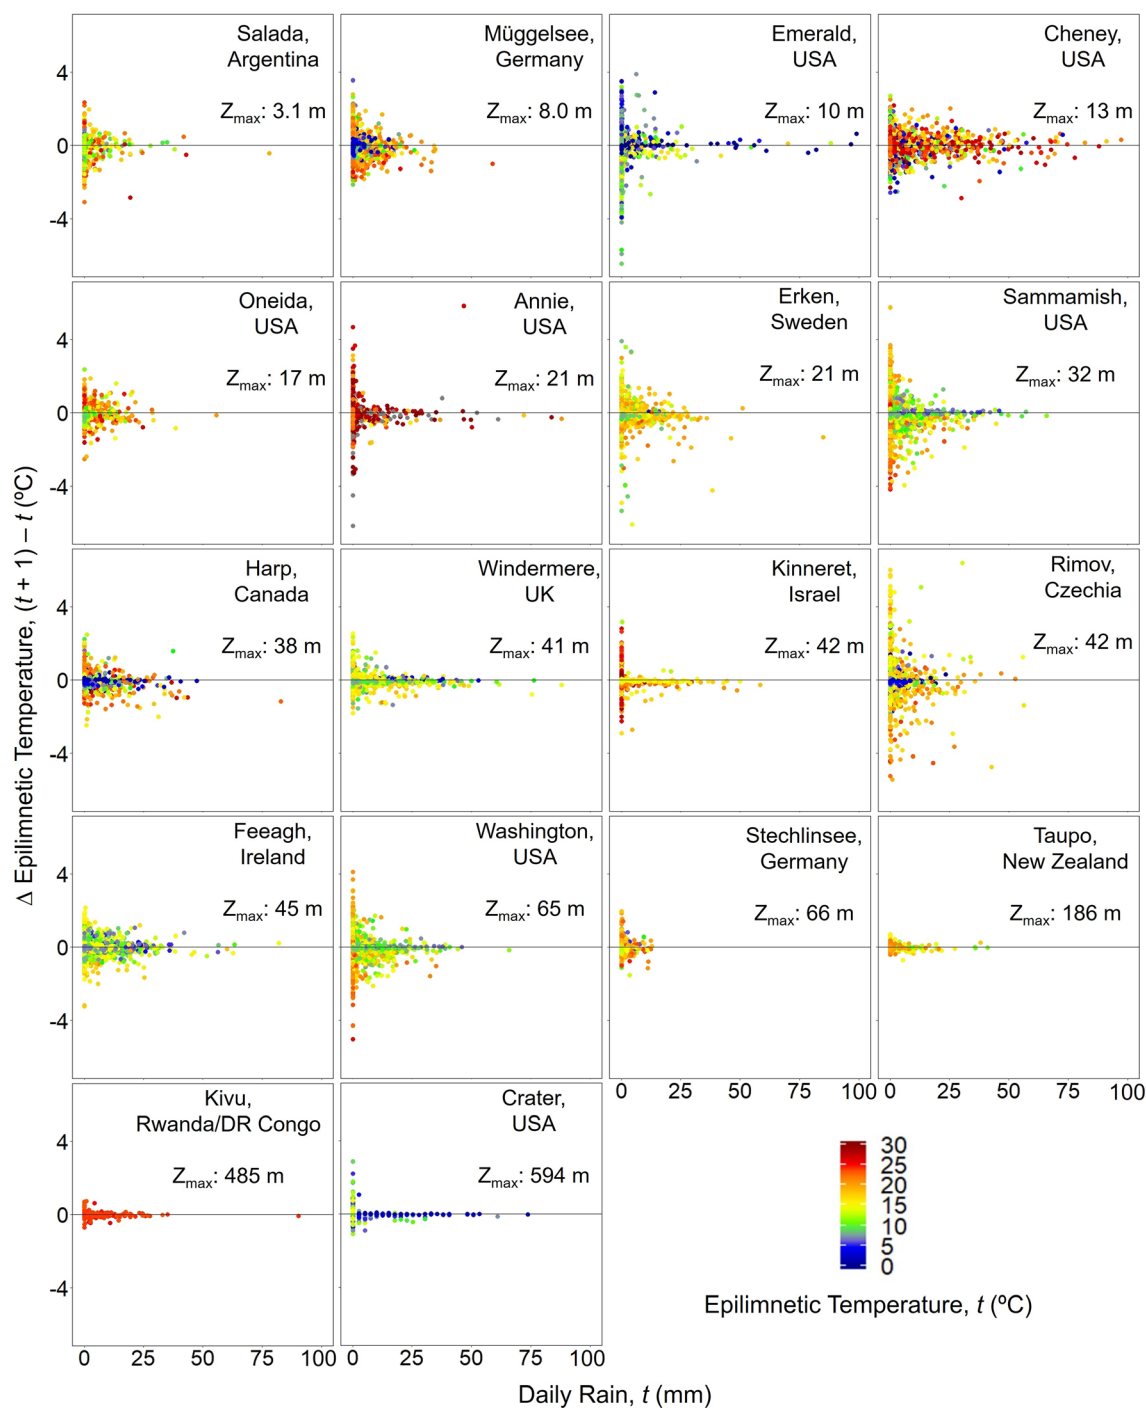 Salada,
Argentina
Zmax: 3.1 m
Müggelsee,
Germany
Zmax: 8.0 m
Emerald,
USA
Zmax: 10 m
Cheney,
USA
Zmax: 13 m
4
0
-4
Oneida,
USA
Zmax: 17 m
Annie,
USA
Zmax: 21 m
Erken,
Sweden
Zmax: 21 m
Sammamish,
USA
Zmax: 32 m
4
0
-4
Harp,
Canada
Zmax: 38 m
Windermere,
UK
Zmax: 41 m
Kinneret,
Israel
Zmax: 42 m
Rimov,
Czechia
Zmax: 42 m
4
0
-4
Δ Epilimnetic Temperature, (t + 1) – t (ºC)
Feeagh,
Ireland
Zmax: 45 m
Washington,
USA
Zmax: 65 m
Stechlinsee,
Germany
Zmax: 66 m
Taupo,
New Zealand
Zmax: 186 m
4
0
-4
0 25 50 75 100
0 25 50 75 100
Kivu,
Rwanda/DR Congo
Zmax: 485 m
Crater,
USA
Zmax: 594 m
4
0
-4
0 25 50 75 100
0 25 50 75 100
30
25
20
15
10
5
0
Epilimnetic Temperature, t (ºC)
Daily Rain, t (mm)